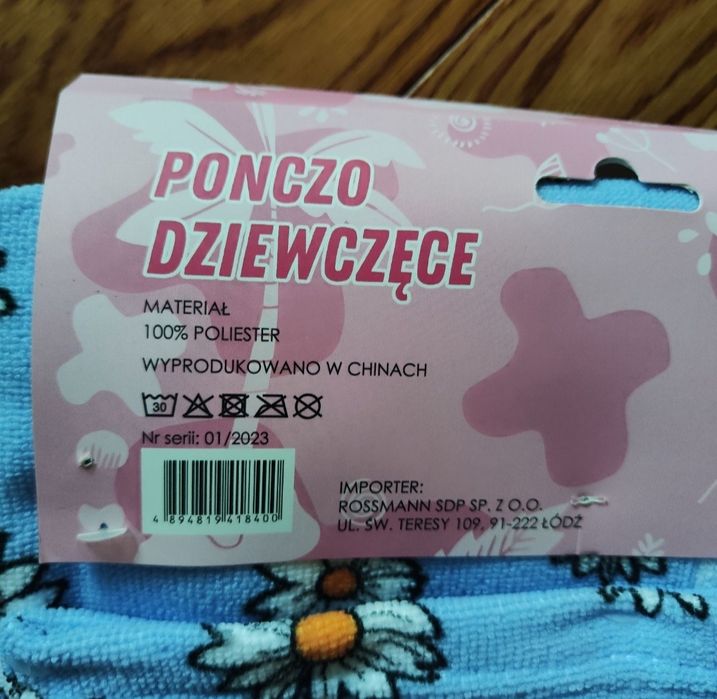 PONCZO
DZIEWCZĘCE
MATERIAŁ
100% POLIESTER
WYPRODUKOWANO W CHINACH
30
Nr serii: 01/2023
4 894819 418400
IMPORTER:
ROSSMANN SDP SP. Z O.O.
UL. ŚW. TERESY 109, 91-222 ŁÓDŹ